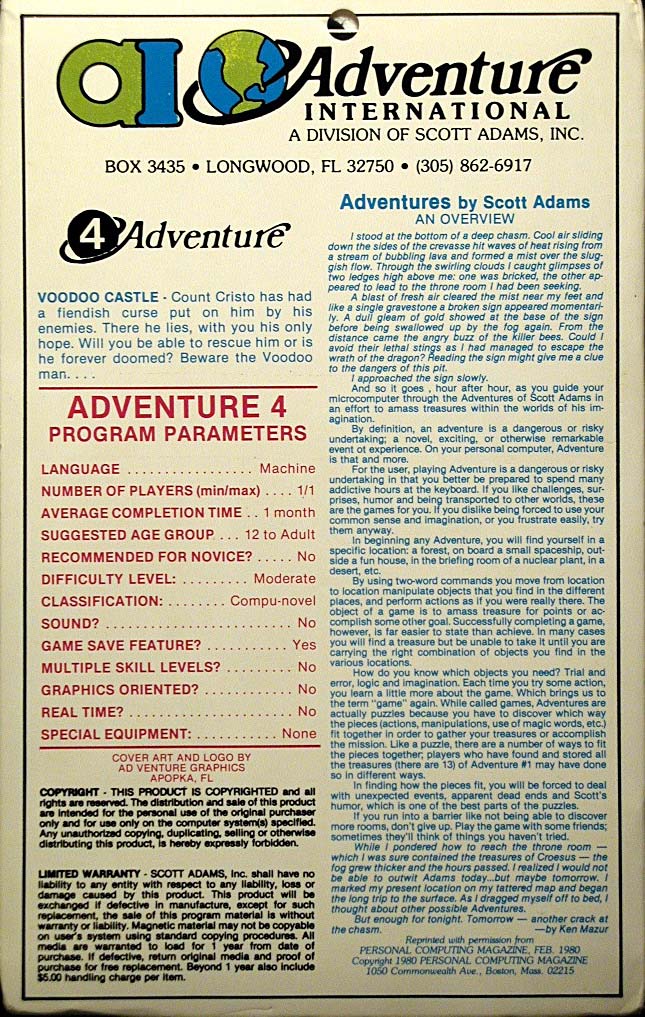 aI Adventure
INTERNATIONAL
A DIVISION OF SCOTT ADAMS, INC.
BOX 3435 • LONGWOOD, FL 32750 • (305) 862-6917
4 Adventure
VOODOO CASTLE - Count Cristo has had
a fiendish curse put on him by his
enemies. There he lies, with you his only
hope. Will you be able to rescue him or is
he forever doomed? Beware the Voodoo
man. . . .
ADVENTURE 4
PROGRAM PARAMETERS
LANGUAGE . . . . . . . . . . . . . . . . Machine
NUMBER OF PLAYERS (min/max) . . . . 1/1
AVERAGE COMPLETION TIME . . 1 month
SUGGESTED AGE GROUP . . . 12 to Adult
RECOMMENDED FOR NOVICE? . . . . . No
DIFFICULTY LEVEL: . . . . . . . . . Moderate
CLASSIFICATION: . . . . . . . Compu-novel
SOUND? . . . . . . . . . . . . . . . . . . . . . No
GAME SAVE FEATURE? . . . . . . . . . . Yes
MULTIPLE SKILL LEVELS? . . . . . . . . No
GRAPHICS ORIENTED? . . . . . . . . . . . No
REAL TIME? . . . . . . . . . . . . . . . . . . No
SPECIAL EQUIPMENT: . . . . . . . . . . None
COVER ART AND LOGO BY
AD VENTURE GRAPHICS
APOPKA, FL
COPYRIGHT - THIS PRODUCT IS COPYRIGHTED and all
rights are reserved. The distribution and sale of this product
are intended for the personal use of the original purchaser
only and for use only on the computer system(s) specified.
Any unauthorized copying, duplicating, selling or otherwise
distributing this product, is hereby expressly forbidden.
LIMITED WARRANTY - SCOTT ADAMS, Inc. shall have no
liability to any entity with respect to any liability, loss or
damage caused by this product. This product will be
exchanged if defective in manufacture, except for such
replacement, the sale of this program material is without
warranty or liability. Magnetic material may not be copyable
on user's system using standard copying procedures. All
media are warranted to load for 1 year from date of
purchase. If defective, return original media and proof of
purchase for free replacement. Beyond 1 year also include
$5.00 handling charge per item.
Adventures by Scott Adams
AN OVERVIEW
I stood at the bottom of a deep chasm. Cool air sliding
down the sides of the crevasse hit waves of heat rising from
a stream of bubbling lava and formed a mist over the slug-
gish flow. Through the swirling clouds I caught glimpses of
two ledges high above me: one was bricked, the other ap-
peared to lead to the throne room I had been seeking.
A blast of fresh air cleared the mist near my feet and
like a single gravestone a broken sign appeared momentari-
ly. A dull gleam of gold showed at the base of the sign
before being swallowed up by the fog again. From the
distance came the angry buzz of the killer bees. Could I
avoid their lethal stings as I had managed to escape the
wrath of the dragon? Reading the sign might give me a clue
to the dangers of this pit.
I approached the sign slowly.
And so it goes , hour after hour, as you guide your
microcomputer through the Adventures of Scott Adams in
an effort to amass treasures within the worlds of his im-
agination.
By definition, an adventure is a dangerous or risky
undertaking; a novel, exciting, or otherwise remarkable
event ot experience. On your personal computer, Adventure
is that and more.
For the user, playing Adventure is a dangerous or risky
undertaking in that you better be prepared to spend many
addictive hours at the keyboard. If you like challenges, sur-
prises, humor and being transported to other worlds, these
are the games for you. If you dislike being forced to use your
common sense and imagination, or you frustrate easily, try
them anyway.
In beginning any Adventure, you will find yourself in a
specific location: a forest, on board a small spaceship, out-
side a fun house, in the briefing room of a nuclear plant, in a
desert, etc.
By using two-word commands you move from location
to location manipulate objects that you find in the different
places, and perform actions as if you were really there. The
object of a game is to amass treasure for points or ac-
complish some other goal. Successfully completing a game,
however, is far easier to state than achieve. In many cases
you will find a treasure but be unable to take it until you are
carrying the right combination of objects you find in the
various locations.
How do you know which objects you need? Trial and
error, logic and imagination. Each time you try some action,
you learn a little more about the game. Which brings us to
the term "game" again. While called games, Adventures are
actually puzzles because you have to discover which way
the pieces (actions, manipulations, use of magic words, etc.)
fit together in order to gather your treasures or accomplish
the mission. Like a puzzle, there are a number of ways to fit
the pieces together; players who have found and stored all
the treasures (there are 13) of Adventure #1 may have done
so in different ways.
In finding how the pieces fit, you will be forced to deal
with unexpected events, apparent dead ends and Scott's
humor, which is one of the best parts of the puzzles.
If you run into a barrier like not being able to discover
more rooms, don't give up. Play the game with some friends;
sometimes they'll think of things you haven't tried.
While I pondered how to reach the throne room —
which I was sure contained the treasures of Croesus — the
fog grew thicker and the hours passed. I realized I would not
be able to outwit Adams today...but maybe tomorrow. I
marked my present location on my tattered map and began
the long trip to the surface. As I dragged myself off to bed, I
thought about other possible Adventures.
But enough for tonight. Tomorrow — another crack at
the chasm. —by Ken Mazur
Reprinted with permission from
PERSONAL COMPUTING MAGAZINE, FEB. 1980
Copyright 1980 PERSONAL COMPUTING MAGAZINE
1050 Commonwealth Ave., Boston, Mass. 02215